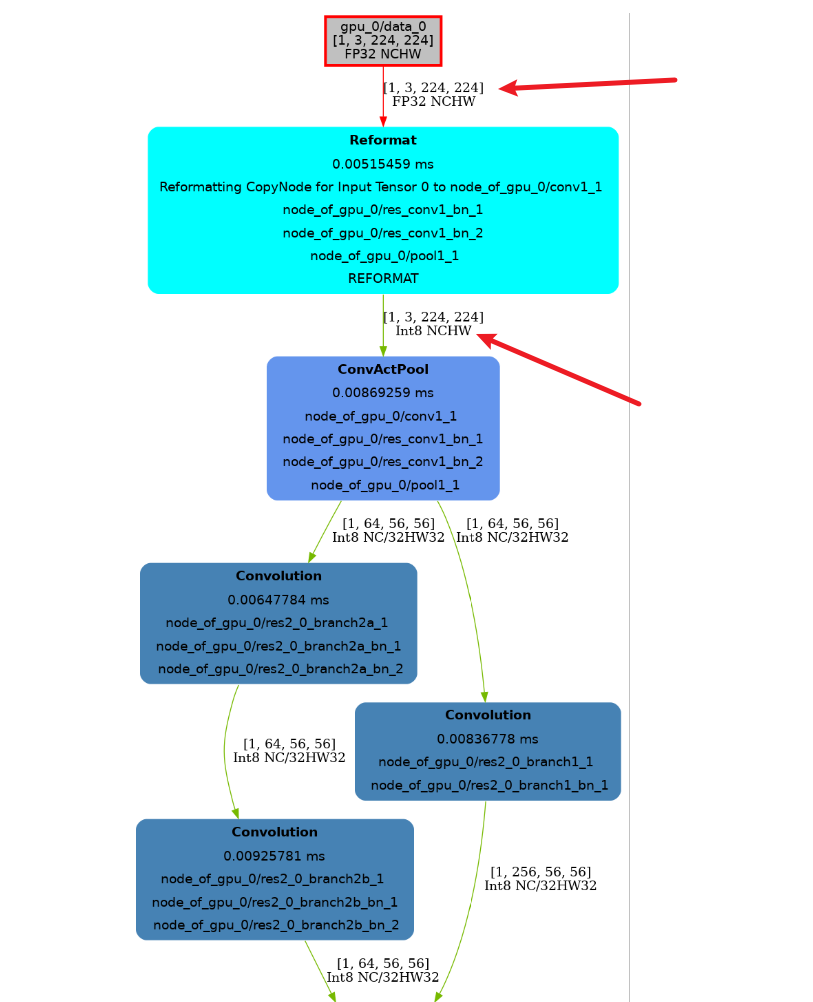 gpu_0/data_0
[1, 3, 224, 224]
FP32 NCHW
[1, 3, 224, 224]
FP32 NCHW
Reformat
0.00515459 ms
Reformatting CopyNode for Input Tensor 0 to node_of_gpu_0/conv1_1
node_of_gpu_0/res_conv1_bn_1
node_of_gpu_0/res_conv1_bn_2
node_of_gpu_0/pool1_1
REFORMAT
[1, 3, 224, 224]
Int8 NCHW
ConvActPool
0.00869259 ms
node_of_gpu_0/conv1_1
node_of_gpu_0/res_conv1_bn_1
node_of_gpu_0/res_conv1_bn_2
node_of_gpu_0/pool1_1
[1, 64, 56, 56]
Int8 NC/32HW32
[1, 64, 56, 56]
Int8 NC/32HW32
Convolution
0.00647784 ms
node_of_gpu_0/res2_0_branch2a_1
node_of_gpu_0/res2_0_branch2a_bn_1
node_of_gpu_0/res2_0_branch2a_bn_2
Convolution
0.00836778 ms
node_of_gpu_0/res2_0_branch1_1
node_of_gpu_0/res2_0_branch1_bn_1
[1, 64, 56, 56]
Int8 NC/32HW32
Convolution
0.00925781 ms
node_of_gpu_0/res2_0_branch2b_1
node_of_gpu_0/res2_0_branch2b_bn_1
node_of_gpu_0/res2_0_branch2b_bn_2
[1, 256, 56, 56]
Int8 NC/32HW32
[1, 64, 56, 56]
Int8 NC/32HW32